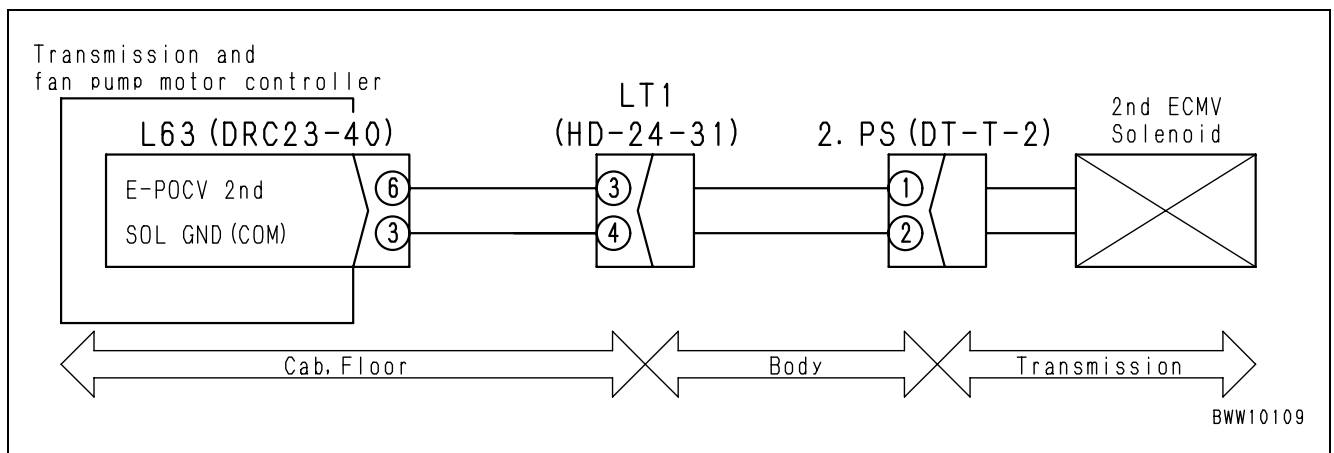 Transmission and
fan pump motor controller
L63 (DRC23-40)
LT1
(HD-24-31)
2. PS (DT-T-2)
2nd ECMV
Solenoid
E-POCV 2nd
6
3
1
SOL GND (COM)
3
4
2
Cab, Floor
Body
Transmission
BWW10109